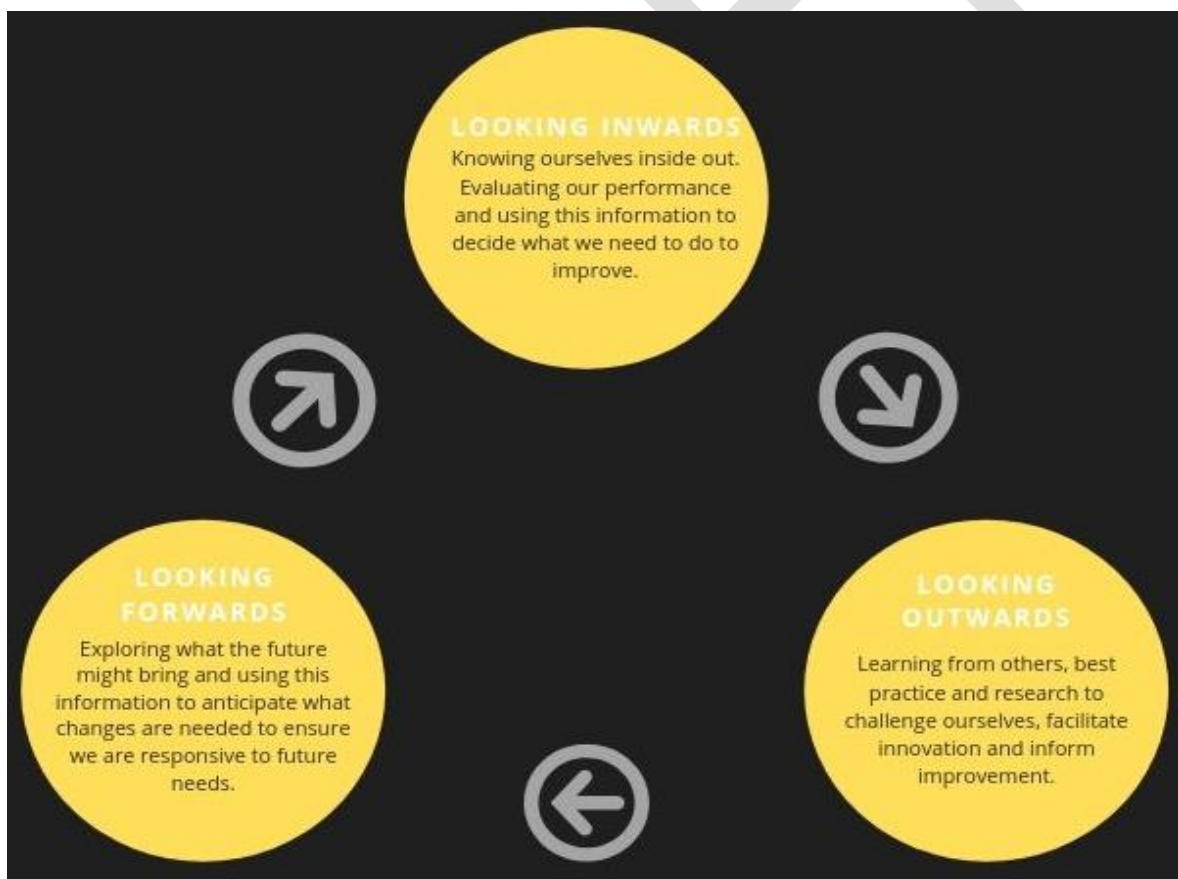 LOOKING INWARDS
Knowing ourselves inside out.
Evaluating our performance
and using this information to
decide what we need to do to
improve.
LOOKING
FORWARDS
Exploring what the future
might bring and using this
information to anticipate what
changes are needed to ensure
we are responsive to future
needs.
LOOKING
OUTWARDS
Learning from others, best
practice and research to
challenge ourselves, facilitate
innovation and inform
improvement.